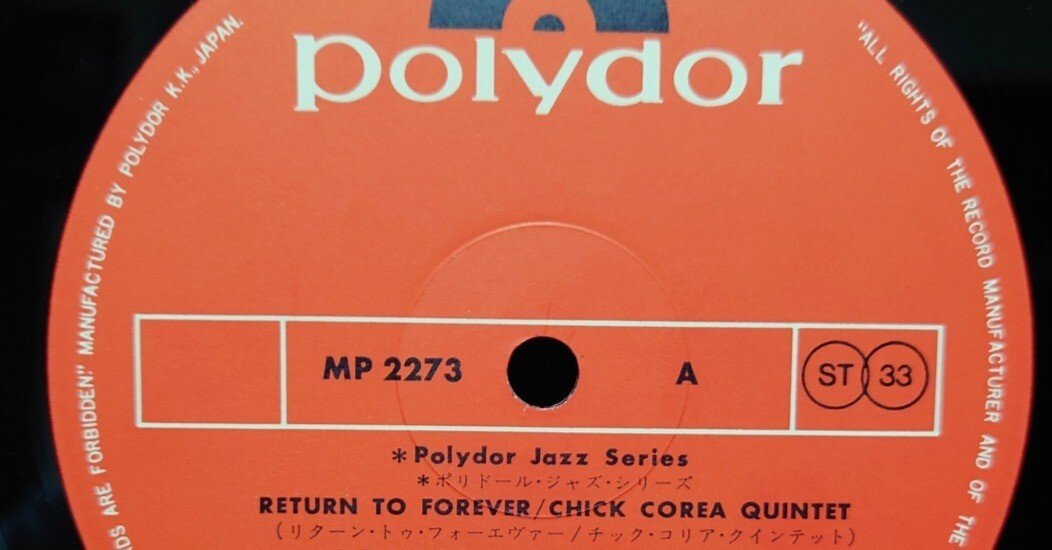 polydor
"ALL RIGHTS OF THE RECORD MANUFACTURER AND OF THE
DS ARE FORBIDDEN." MANUFACTURED BY POLYDOR K.K., JAPAN.
MP 2273 A ST 33
*Polydor Jazz Series
*ポリドール・ジャズ・シリーズ
RETURN TO FOREVER/CHICK COREA QUINTET
(リターン・トゥ・フォーエヴァー/チック・コリア・クインテット)